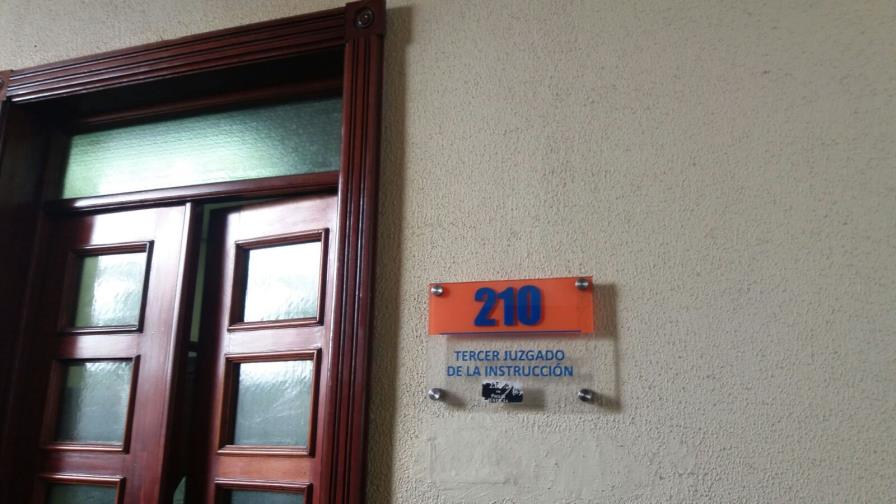 210
TERCER JUZGADO
DE LA INSTRUCCIÓN